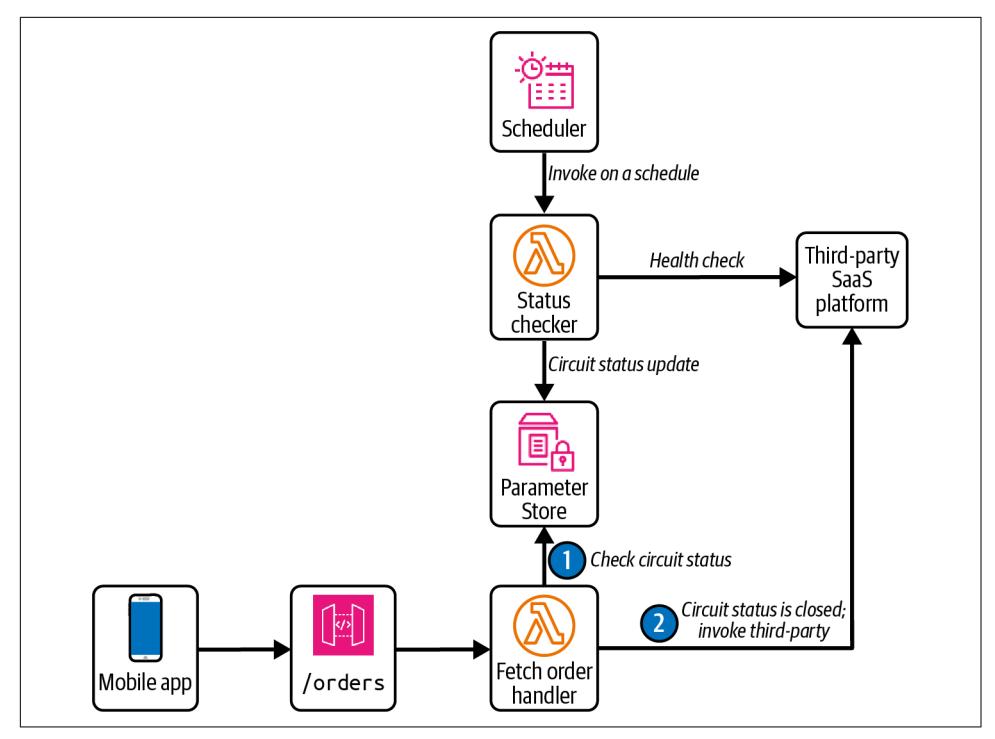 Scheduler
Invoke on a schedule
Status
checker
Health check
Third-party
SaaS
platform
Circuit status update
Parameter
Store
1
Check circuit status
Mobile app
</>
/orders
Fetch order
handler
2
Circuit status is closed;
invoke third-party